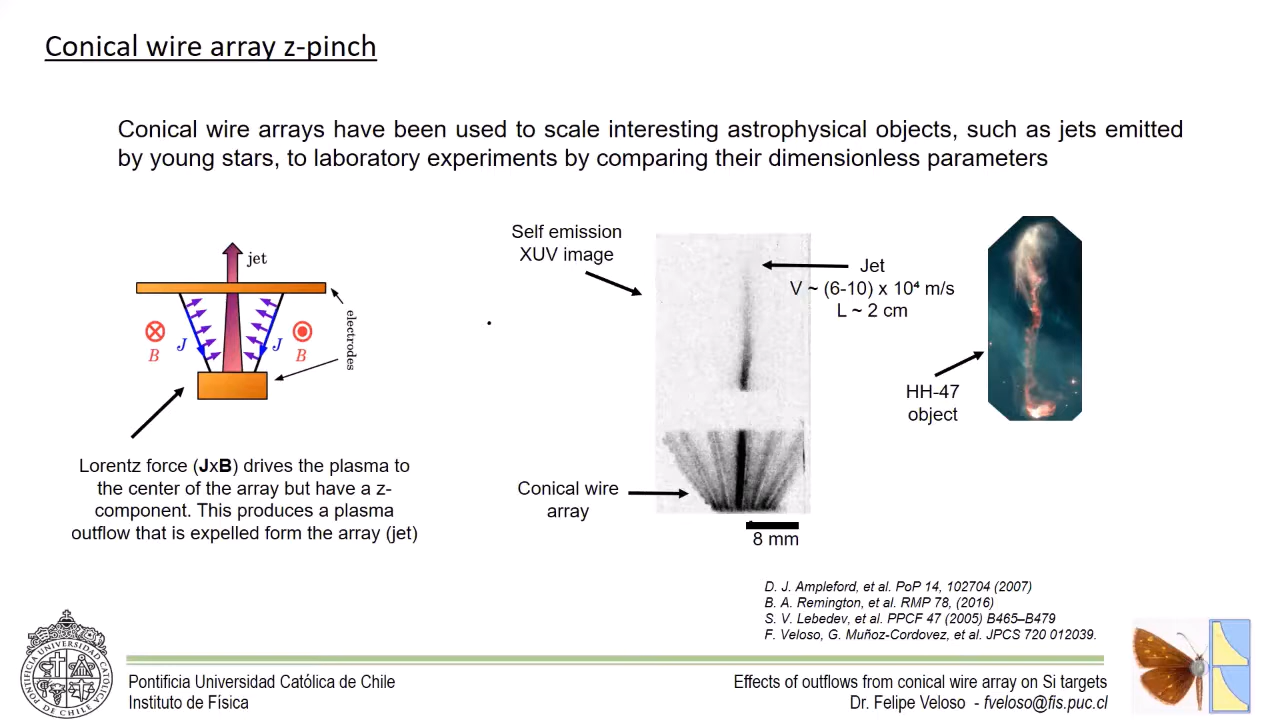 Conical wire array z-pinch
Conical wire arrays have been used to scale interesting astrophysical objects, such as jets emitted
by young stars, to laboratory experiments by comparing their dimensionless parameters
jet
B
J
J
B
electrodes
Lorentz force (JxB) drives the plasma to
the center of the array but have a z-
component. This produces a plasma
outflow that is expelled form the array (jet)
Self emission
XUV image
Conical wire
array
Jet
V ~ (6-10) x 10⁴ m/s
L ~ 2 cm
8 mm
HH-47
object
D. J. Ampleford, et al. PoP 14, 102704 (2007)
B. A. Remington, et al. RMP 78, (2016)
S. V. Lebedev, et al. PPCF 47 (2005) B465–B479
F. Veloso, G. Muñoz-Cordovez, et al. JPCS 720 012039.
PONTIFICIA UNIVERSIDAD CATÓLICA DE CHILE
Pontificia Universidad Católica de Chile
Instituto de Física
Effects of outflows from conical wire array on Si targets
Dr. Felipe Veloso - fveloso@fis.puc.cl